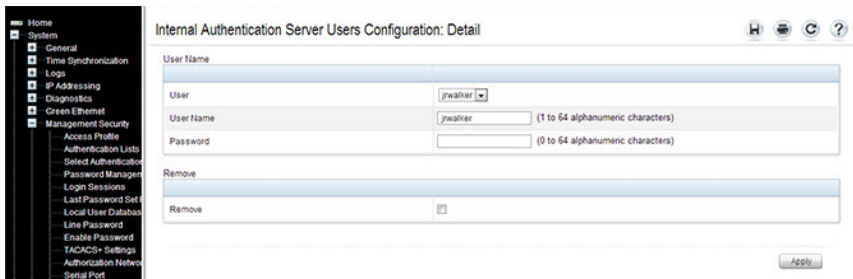 Home
System
General
Time Synchronization
Logs
IP Addressing
Diagnostics
Green Ethernet
Management Security
Access Profile
Authentication Lists
Select Authentication
Password Managem
Login Sessions
Last Password Set
Local User Databas
Line Password
Enable Password
TACACS+ Settings
Authorization Netwo
Serial Port
Internal Authentication Server Users Configuration: Detail
User Name
User jrwalker
User Name jrwalker (1 to 64 alphanumeric characters)
Password (0 to 64 alphanumeric characters)
Remove
Remove
Apply